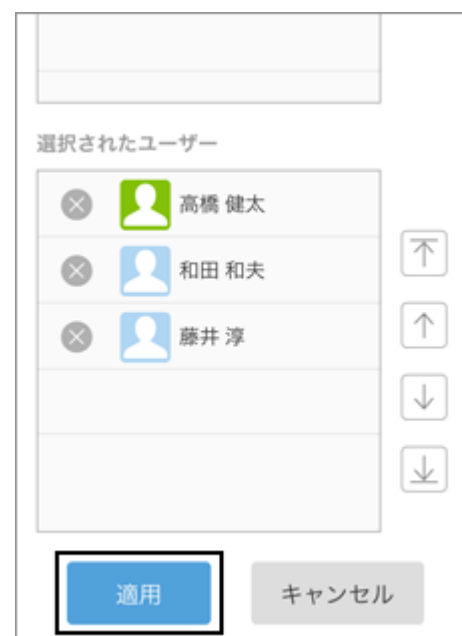 選択されたユーザー
高橋 健太
和田 和夫
藤井 淳
適用
キャンセル